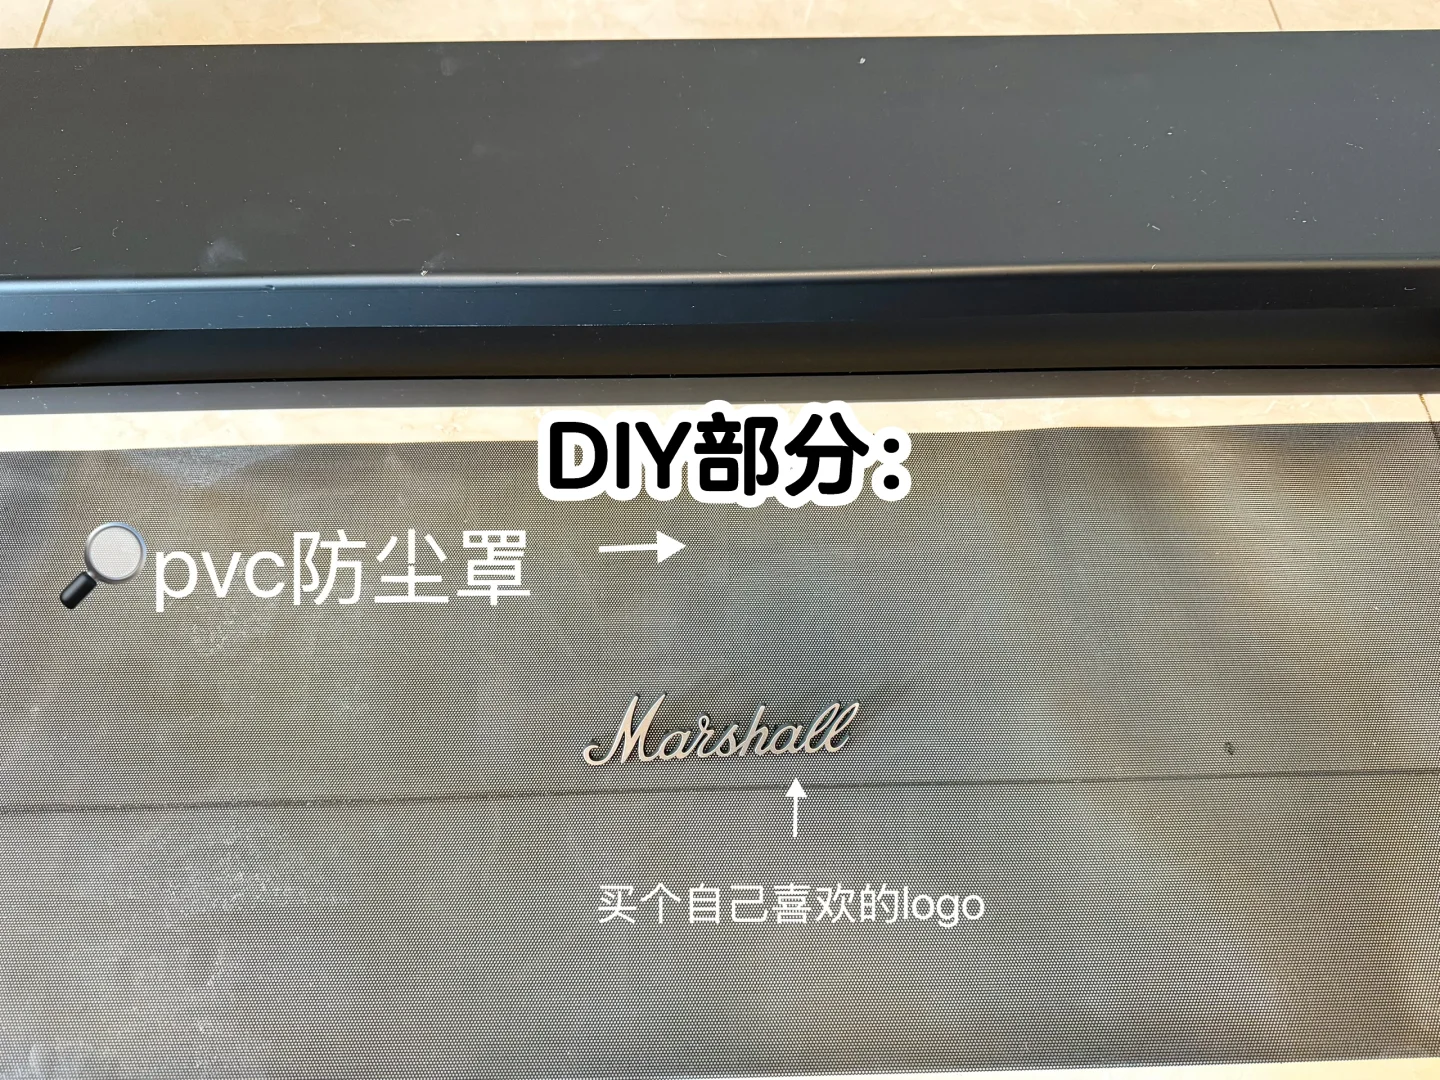 DIY部分：
🔍pvc防尘罩 →
Marshall
买个自己喜欢的logo